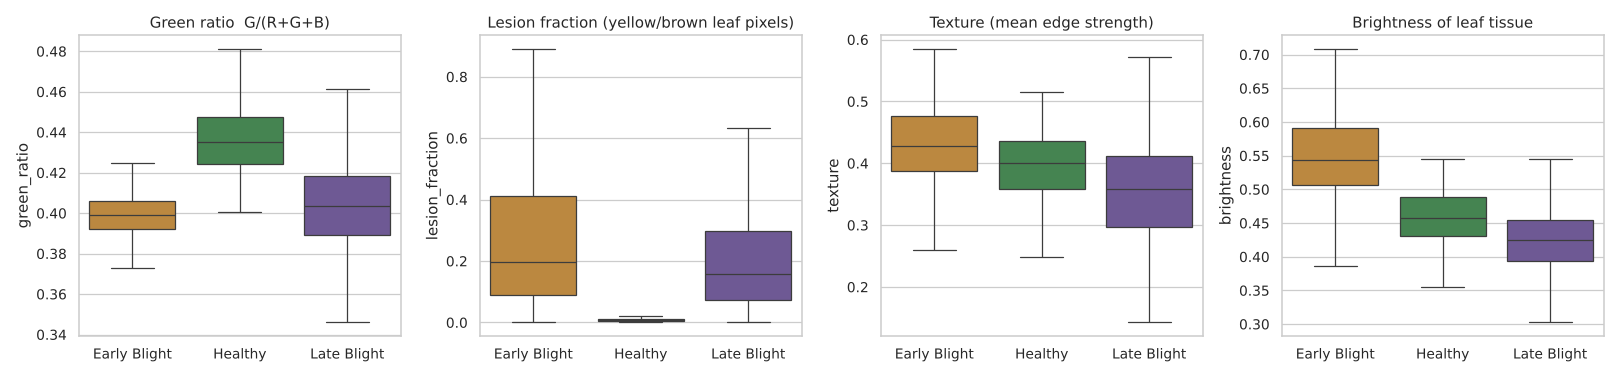 Green ratio  G/(R+G+B)
green_ratio
0.48
0.46
0.44
0.42
0.40
0.38
0.36
0.34
Early Blight
Healthy
Late Blight
Lesion fraction (yellow/brown leaf pixels)
lesion_fraction
0.8
0.6
0.4
0.2
0.0
Early Blight
Healthy
Late Blight
Texture (mean edge strength)
texture
0.6
0.5
0.4
0.3
0.2
Early Blight
Healthy
Late Blight
Brightness of leaf tissue
brightness
0.70
0.65
0.60
0.55
0.50
0.45
0.40
0.35
0.30
Early Blight
Healthy
Late Blight